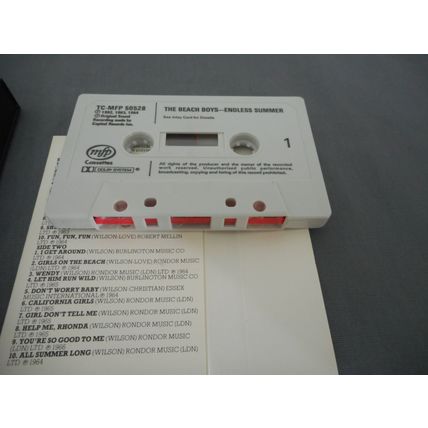 TC-MFP 50528
℗ 1962, 1963, 1964
Original Sound
Recording made by
Capitol Records Inc.
THE BEACH BOYS—ENDLESS SUMMER
See Inlay Card for Details
1
mfp
Cassettes
DOLBY SYSTEM
All rights of the producer and the owner of the recorded
work reserved. Unauthorised public performance,
broadcasting, copying and hiring of this record prohibited.
LTD ℗ 1963
10. FUN, FUN, FUN (WILSON-LOVE) ROBERT MELLIN
LTD ℗ 1964
SIDE TWO
1. I GET AROUND (WILSON) BURLINGTON MUSIC CO
LTD ℗ 1964
2. GIRLS ON THE BEACH (WILSON-LOVE) RONDOR MUSIC
(LDN) LTD ℗ 1964
3. WENDY (WILSON) RONDOR MUSIC (LDN) LTD ℗ 1964
4. LET HIM RUN WILD (WILSON) BURLINGTON MUSIC CO
LTD ℗ 1965
5. DON'T WORRY BABY (WILSON CHRISTIAN) ESSEX
MUSIC INTERNATIONAL ℗ 1964
6. CALIFORNIA GIRLS (WILSON) RONDOR MUSIC (LDN)
LTD ℗ 1965
7. GIRL DON'T TELL ME (WILSON) RONDOR MUSIC (LDN)
LTD ℗ 1965
8. HELP ME, RHONDA (WILSON) RONDOR MUSIC (LDN)
LTD ℗ 1965
9. YOU'RE SO GOOD TO ME (WILSON) RONDOR MUSIC
(LDN) LTD ℗ 1966
10. ALL SUMMER LONG (WILSON) RONDOR MUSIC (LDN)
LTD ℗ 1964